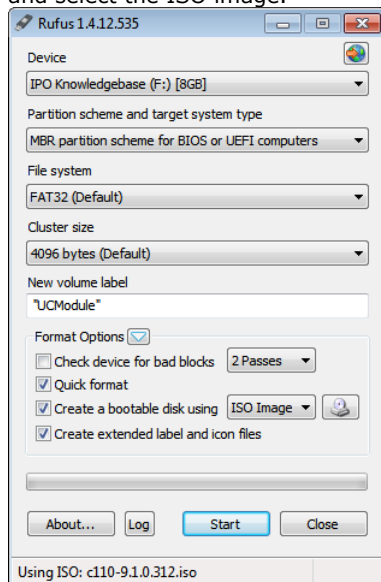 and select the ISO image.
Rufus 1.4.12.535
Device
IPO Knowledgebase (F:) [8GB]
Partition scheme and target system type
MBR partition scheme for BIOS or UEFI computers
File system
FAT32 (Default)
Cluster size
4096 bytes (Default)
New volume label
"UCModule"
Format Options
Check device for bad blocks 2 Passes
Quick format
Create a bootable disk using ISO Image
Create extended label and icon files
About... Log Start Close
Using ISO: c110-9.1.0.312.iso